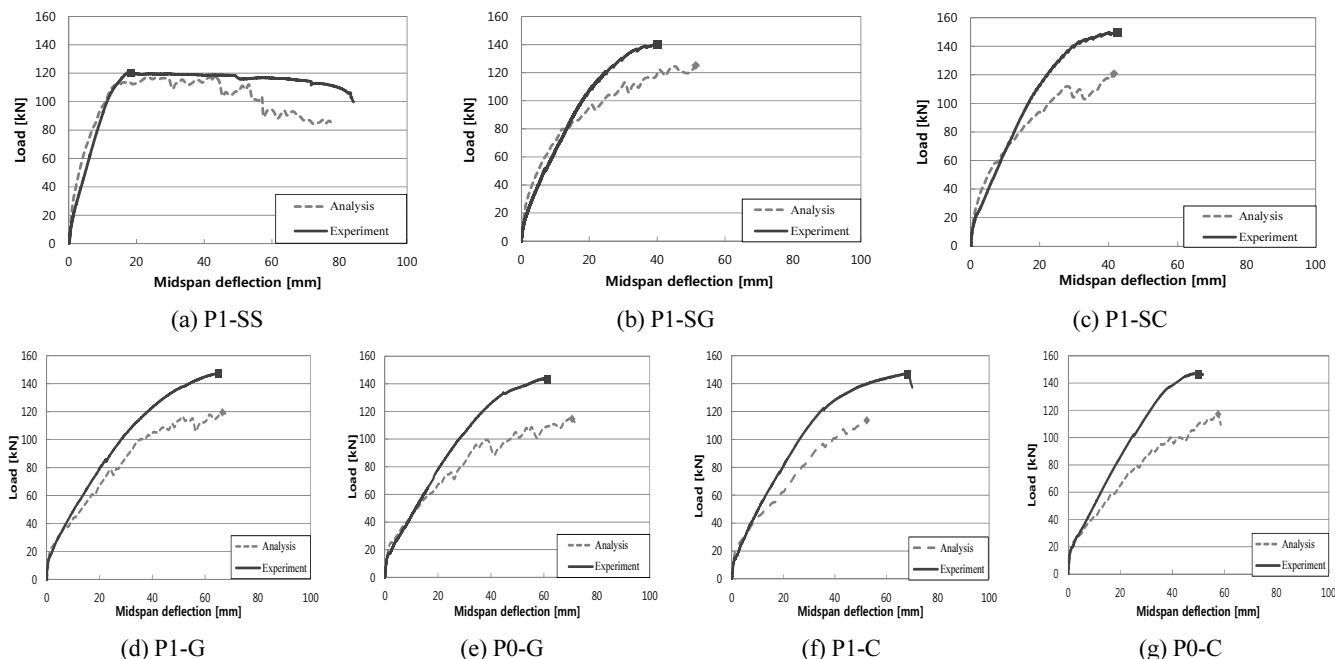 160
140
120
100
80
60
40
20
0
Load [kN]
0 20 40 60 80 100
Midspan deflection [mm]
Analysis
Experiment
(a) P1-SS
160
140
120
100
80
60
40
20
0
Load [kN]
0 20 40 60 80 100
Midspan deflection [mm]
Analysis
Experiment
(b) P1-SG
160
140
120
100
80
60
40
20
0
Load [kN]
0 20 40 60 80 100
Midspan deflection [mm]
Analysis
Experiment
(c) P1-SC
160
140
120
100
80
60
40
20
0
Load [kN]
0 20 40 60 80 100
Midspan deflection [mm]
Analysis
Experiment
(d) P1-G
160
140
120
100
80
60
40
20
0
Load [kN]
0 20 40 60 80 100
Midspan deflection [mm]
Analysis
Experiment
(e) P0-G
160
140
120
100
80
60
40
20
0
Load [kN]
0 20 40 60 80 100
Midspan deflection [mm]
Analysis
Experiment
(f) P1-C
160
140
120
100
80
60
40
20
0
Load [kN]
0 20 40 60 80 100
Midspan deflection [mm]
Analysis
Experiment
(g) P0-C